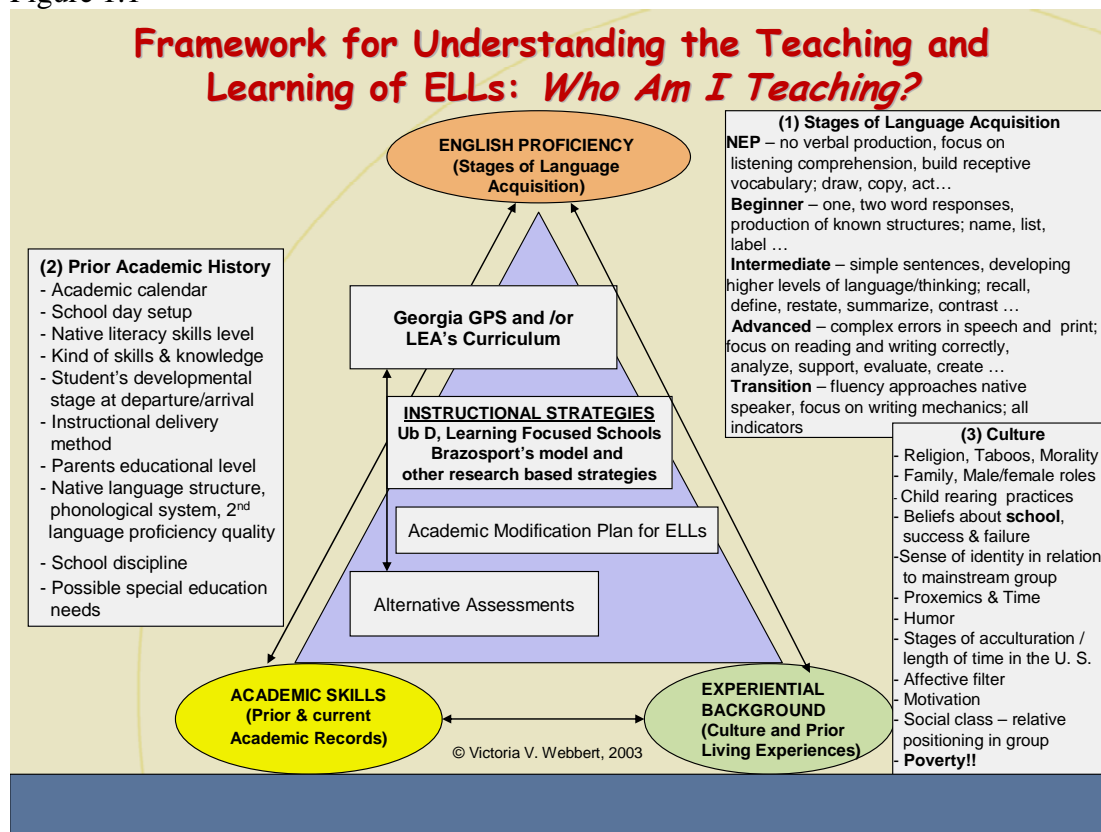 Figure 1.1
Framework for Understanding the Teaching and
Learning of ELLs: Who Am I Teaching?
ENGLISH PROFICIENCY
(Stages of Language
Acquisition)
(1) Stages of Language Acquisition
NEP – no verbal production, focus on
listening comprehension, build receptive
vocabulary; draw, copy, act…
Beginner – one, two word responses,
production of known structures; name, list,
label …
Intermediate – simple sentences, developing
higher levels of language/thinking; recall,
define, restate, summarize, contrast …
Advanced – complex errors in speech and print;
focus on reading and writing correctly,
analyze, support, evaluate, create …
Transition – fluency approaches native
speaker, focus on writing mechanics; all
indicators
(2) Prior Academic History
- Academic calendar
- School day setup
- Native literacy skills level
- Kind of skills & knowledge
- Student's developmental
stage at departure/arrival
- Instructional delivery
method
- Parents educational level
- Native language structure,
phonological system, 2nd
language proficiency quality
- School discipline
- Possible special education
needs
Georgia GPS and /or
LEA's Curriculum
INSTRUCTIONAL STRATEGIES
Ub D, Learning Focused Schools
Brazosport's model and
other research based strategies
Academic Modification Plan for ELLs
Alternative Assessments
(3) Culture
- Religion, Taboos, Morality
- Family, Male/female roles
- Child rearing practices
- Beliefs about school,
success & failure
-Sense of identity in relation
to mainstream group
- Proxemics & Time
- Humor
- Stages of acculturation /
length of time in the U. S.
- Affective filter
- Motivation
- Social class – relative
positioning in group
- Poverty!!
ACADEMIC SKILLS
(Prior & current
Academic Records)
EXPERIENTIAL
BACKGROUND
(Culture and Prior
Living Experiences)
© Victoria V. Webbert, 2003